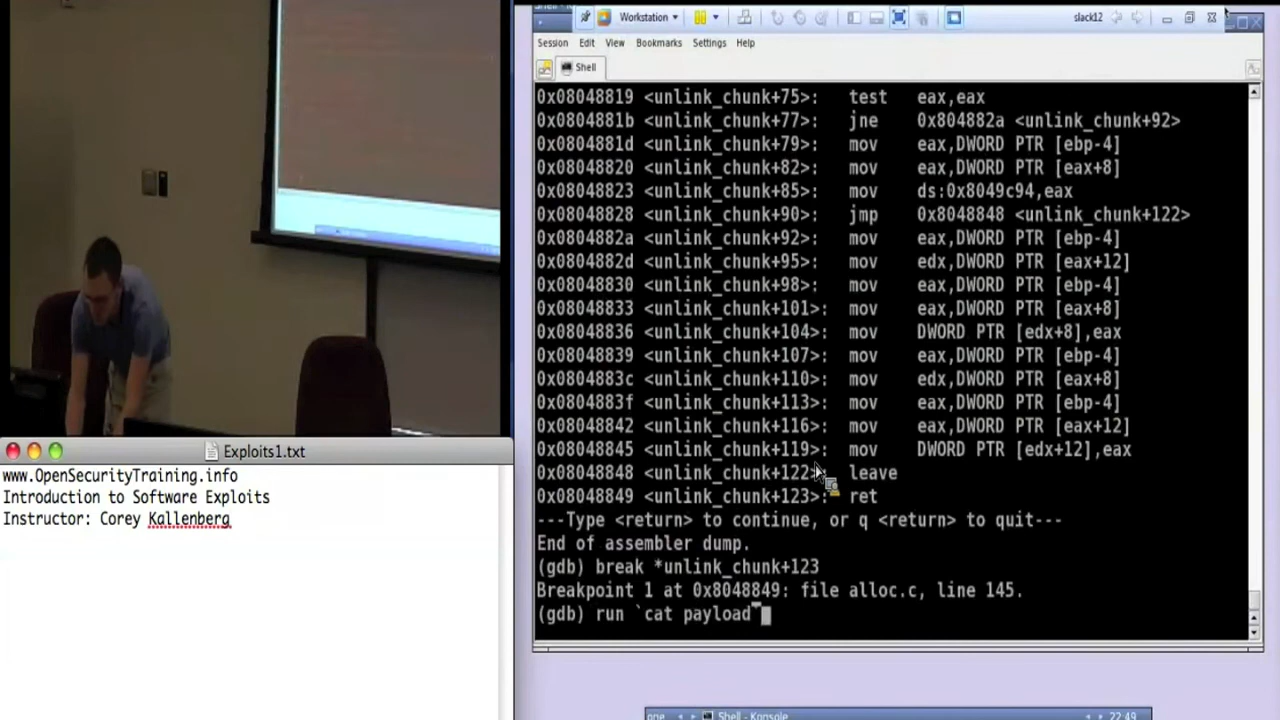 Workstation
slack12
Session Edit View Bookmarks Settings Help
Shell
0x08048819 <unlink_chunk+75>: test eax,eax
0x0804881b <unlink_chunk+77>: jne 0x804882a <unlink_chunk+92>
0x0804881d <unlink_chunk+79>: mov eax,DWORD PTR [ebp-4]
0x08048820 <unlink_chunk+82>: mov eax,DWORD PTR [eax+8]
0x08048823 <unlink_chunk+85>: mov ds:0x8049c94,eax
0x08048828 <unlink_chunk+90>: jmp 0x8048848 <unlink_chunk+122>
0x0804882a <unlink_chunk+92>: mov eax,DWORD PTR [ebp-4]
0x0804882d <unlink_chunk+95>: mov edx,DWORD PTR [eax+12]
0x08048830 <unlink_chunk+98>: mov eax,DWORD PTR [ebp-4]
0x08048833 <unlink_chunk+101>: mov eax,DWORD PTR [eax+8]
0x08048836 <unlink_chunk+104>: mov DWORD PTR [edx+8],eax
0x08048839 <unlink_chunk+107>: mov eax,DWORD PTR [ebp-4]
0x0804883c <unlink_chunk+110>: mov edx,DWORD PTR [eax+8]
0x0804883f <unlink_chunk+113>: mov eax,DWORD PTR [ebp-4]
0x08048842 <unlink_chunk+116>: mov eax,DWORD PTR [eax+12]
0x08048845 <unlink_chunk+119>: mov DWORD PTR [edx+12],eax
0x08048848 <unlink_chunk+122>: leave
0x08048849 <unlink_chunk+123>: ret
---Type <return> to continue, or q <return> to quit---
End of assembler dump.
(gdb) break *unlink_chunk+123
Breakpoint 1 at 0x8048849: file alloc.c, line 145.
(gdb) run `cat payload`
Exploits1.txt
www.OpenSecurityTraining.info
Introduction to Software Exploits
Instructor: Corey Kallenberg
Shell - Konsole
22:49